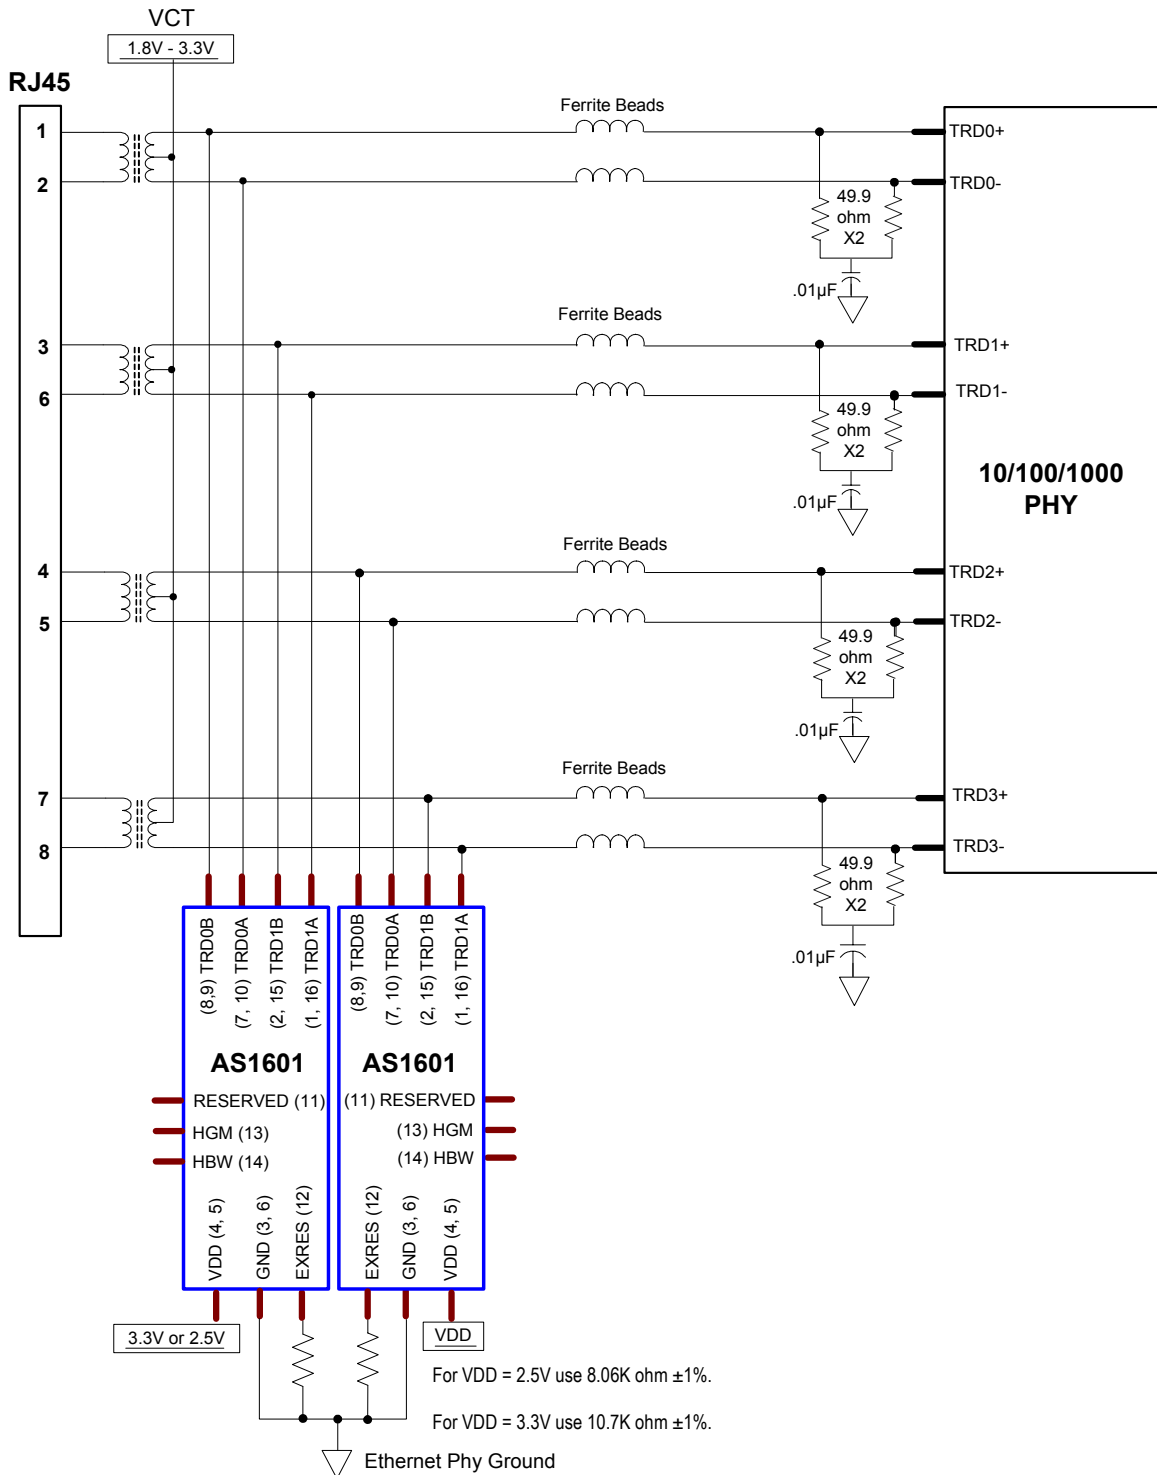 VCT
1.8V - 3.3V
RJ45
Ferrite Beads
1
TRD0+
2
TRD0-
49.9
ohm
X2
.01µF
Ferrite Beads
3
TRD1+
6
TRD1-
49.9
ohm
X2
.01µF
10/100/1000
PHY
Ferrite Beads
4
TRD2+
5
TRD2-
49.9
ohm
X2
.01µF
Ferrite Beads
7
TRD3+
8
TRD3-
49.9
ohm
X2
.01µF
(8,9) TRD0B
(7, 10) TRD0A
(2, 15) TRD1B
(1, 16) TRD1A
(8,9) TRD0B
(7, 10) TRD0A
(2, 15) TRD1B
(1, 16) TRD1A
AS1601
AS1601
RESERVED (11)
(11) RESERVED
HGM (13)
(13) HGM
HBW (14)
(14) HBW
VDD (4, 5)
GND (3, 6)
EXRES (12)
EXRES (12)
GND (3, 6)
VDD (4, 5)
3.3V or 2.5V
VDD
For VDD = 2.5V use 8.06K ohm ±1%.
For VDD = 3.3V use 10.7K ohm ±1%.
Ethernet Phy Ground